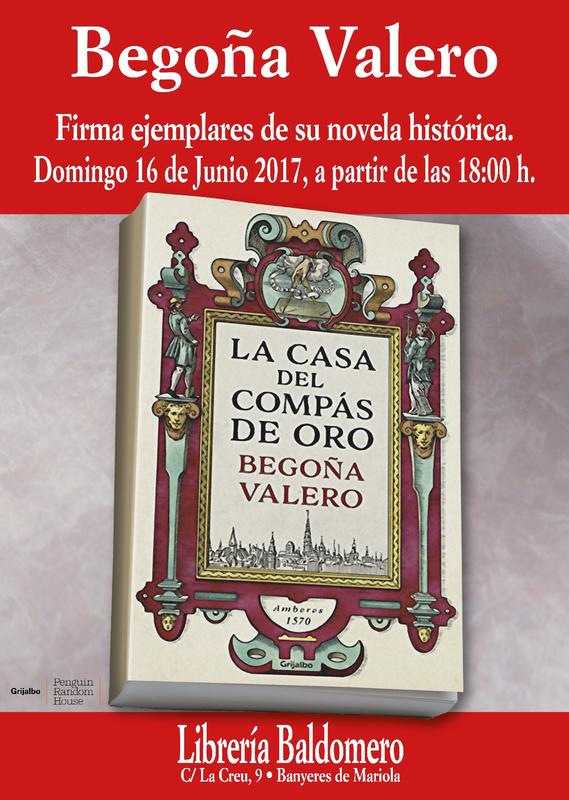 Begoña Valero
Firma ejemplares de su novela histórica.
Domingo 16 de Junio 2017, a partir de las 18:00 h.
LA CASA
DEL
COMPÁS
DE ORO
BEGOÑA
VALERO
Amberes
1570
Grijalbo
Grijalbo
Penguin
Random
House
Librería Baldomero
C/ La Creu, 9 • Banyeres de Mariola